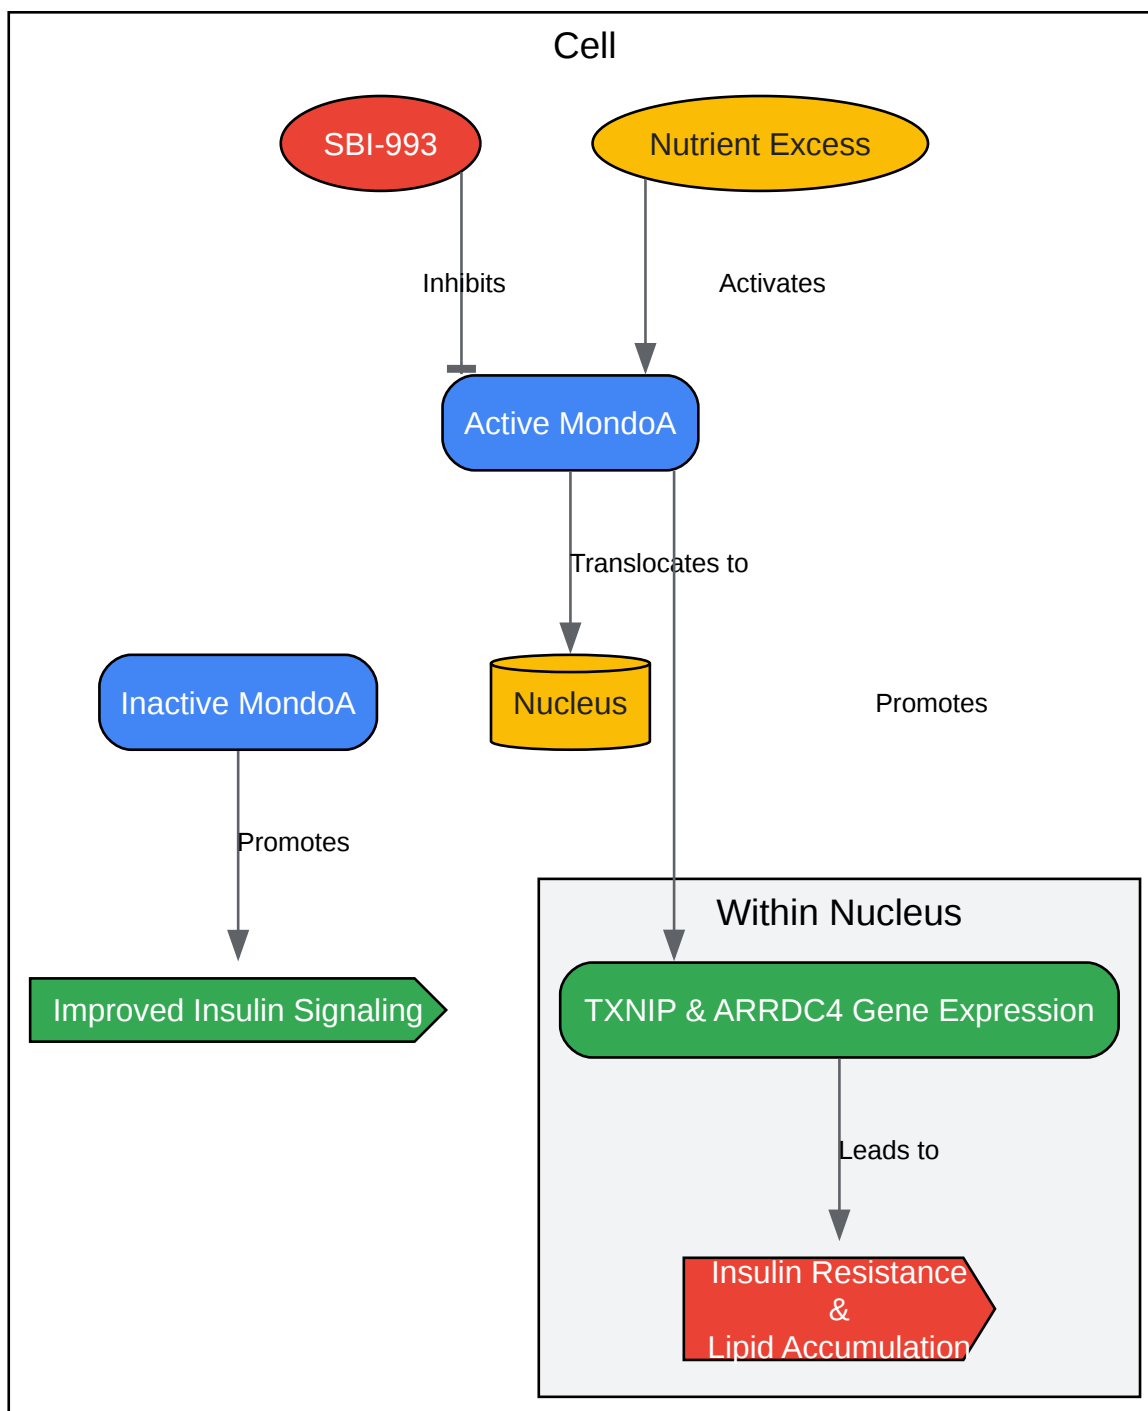 Cell
SBI-993
Nutrient Excess
Inhibits
Activates
Active MondoA
Translocates to
Inactive MondoA
Nucleus
Promotes
Promotes
Within Nucleus
Improved Insulin Signaling
TXNIP & ARRDC4 Gene Expression
Leads to
Insulin Resistance
&
Lipid Accumulation